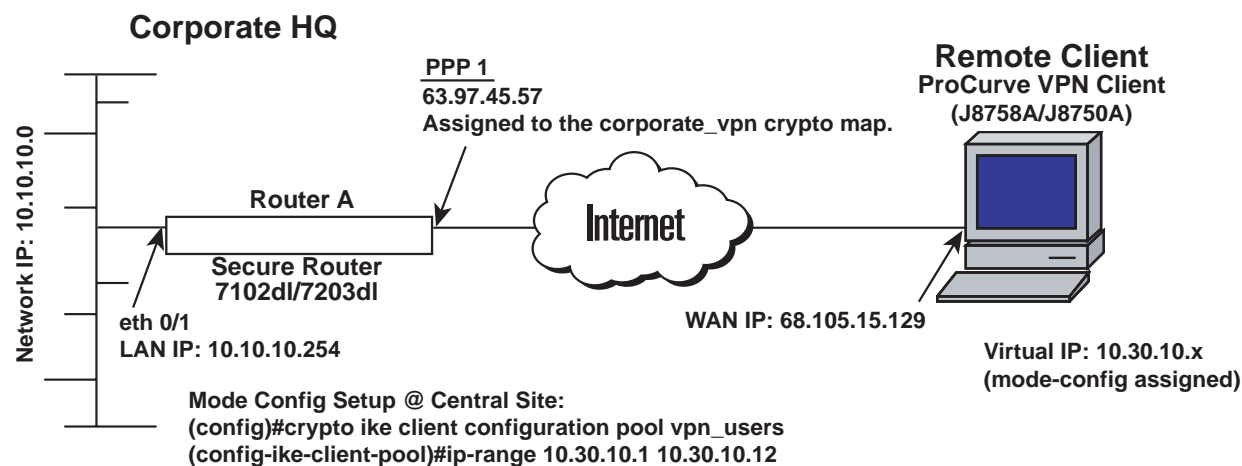 Corporate HQ
Network IP: 10.10.10.0
PPP 1
63.97.45.57
Assigned to the corporate_vpn crypto map.
Remote Client
ProCurve VPN Client
(J8758A/J8750A)
Router A
Secure Router
7102dl/7203dl
Internet
eth 0/1
LAN IP: 10.10.10.254
WAN IP: 68.105.15.129
Virtual IP: 10.30.10.x
(mode-config assigned)
Mode Config Setup @ Central Site:
(config)#crypto ike client configuration pool vpn_users
(config-ike-client-pool)#ip-range 10.30.10.1 10.30.10.12